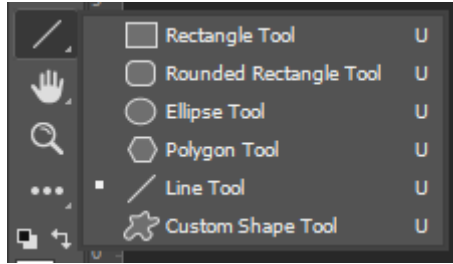 Rectangle Tool U
Rounded Rectangle Tool U
Ellipse Tool U
Polygon Tool U
Line Tool U
Custom Shape Tool U